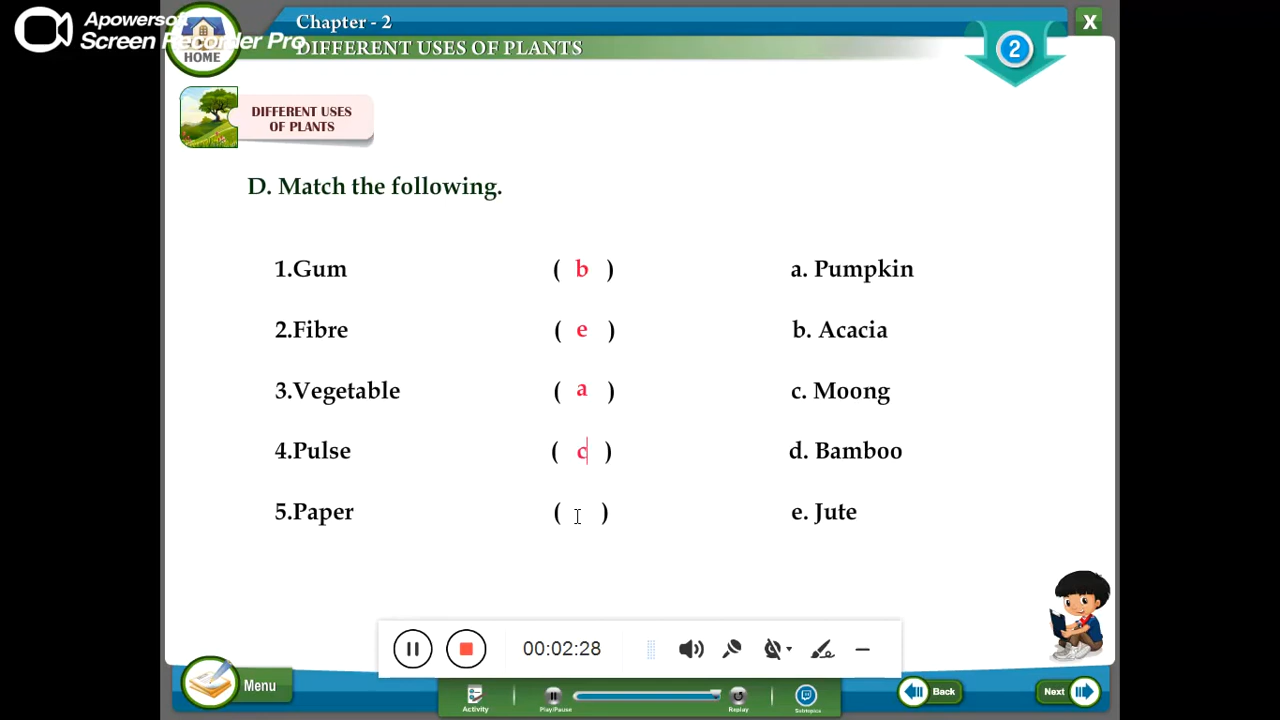 Apowersoft
Screen Recorder Pro
HOME
Chapter - 2
DIFFERENT USES OF PLANTS
2
X
DIFFERENT USES
OF PLANTS
D. Match the following.
1.Gum ( b ) a. Pumpkin
2.Fibre ( e ) b. Acacia
3.Vegetable ( a ) c. Moong
4.Pulse ( c ) d. Bamboo
5.Paper ( ) e. Jute
00:02:28
Menu
Activity
Play/Pause
Replay
Subtopics
Back
Next